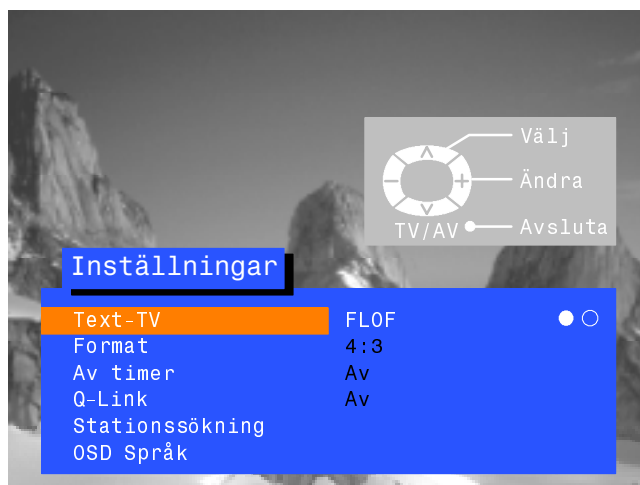 Välj
Ändra
TV/AV Avsluta
Inställningar
Text-TV FLOF
Format 4:3
Av timer Av
Q-Link Av
Stationssökning
OSD Språk